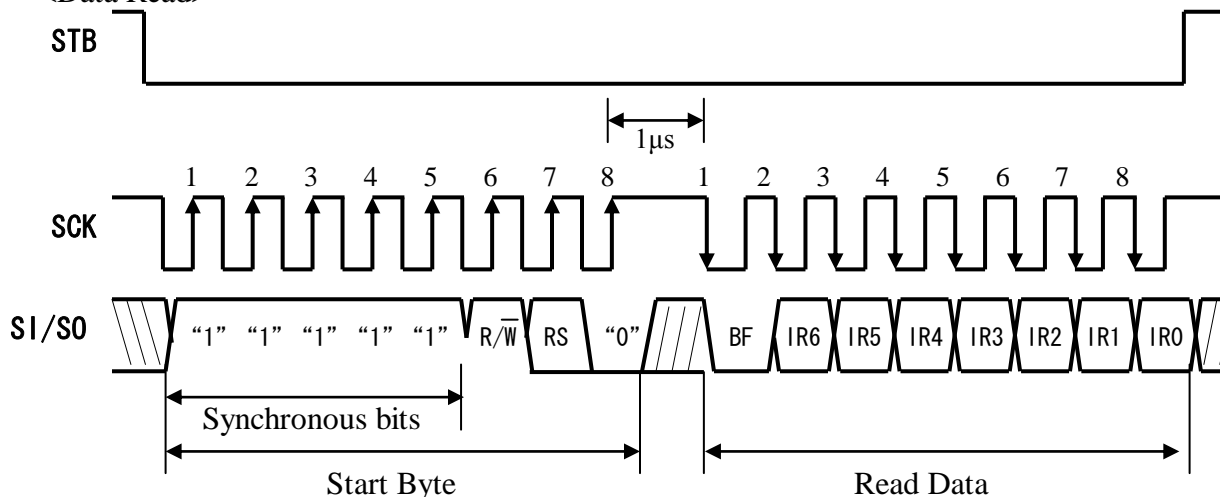 ‹Data Read›
STB
1μs
1 2 3 4 5 6 7 8 1 2 3 4 5 6 7 8
SCK
SI/SO “1” “1” “1” “1” “1” R/W̅ RS “0” BF IR6 IR5 IR4 IR3 IR2 IR1 IR0
Synchronous bits
Start Byte Read Data